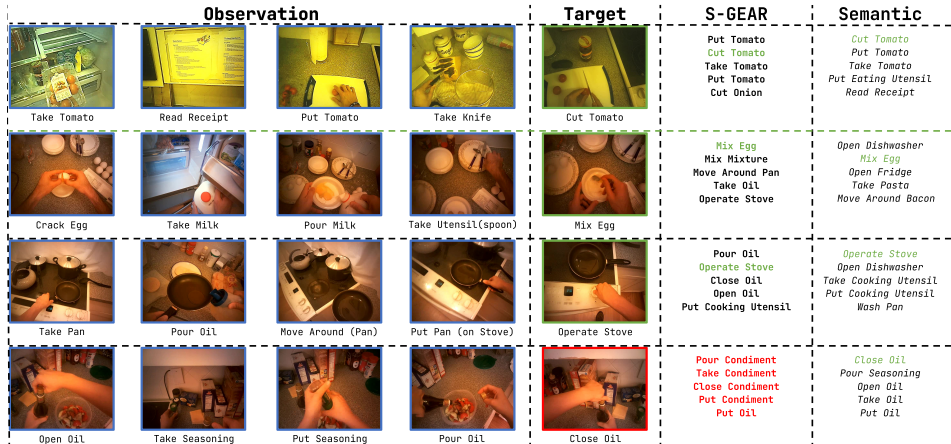 Observation Target S-GEAR Semantic
Take Tomato Read Receipt Put Tomato Take Knife Cut Tomato
Put Tomato
Cut Tomato
Take Tomato
Put Tomato
Cut Onion
Cut Tomato
Put Tomato
Take Tomato
Put Eating Utensil
Read Receipt
Crack Egg Take Milk Pour Milk Take Utensil(spoon) Mix Egg
Mix Egg
Mix Mixture
Move Around Pan
Take Oil
Operate Stove
Open Dishwasher
Mix Egg
Open Fridge
Take Pasta
Move Around Bacon
Take Pan Pour Oil Move Around (Pan) Put Pan (on Stove) Operate Stove
Pour Oil
Operate Stove
Close Oil
Open Oil
Put Cooking Utensil
Operate Stove
Open Dishwasher
Take Cooking Utensil
Put Cooking Utensil
Wash Pan
Open Oil Take Seasoning Put Seasoning Pour Oil Close Oil
Pour Condiment
Take Condiment
Close Condiment
Put Condiment
Put Oil
Close Oil
Pour Seasoning
Open Oil
Take Oil
Put Oil